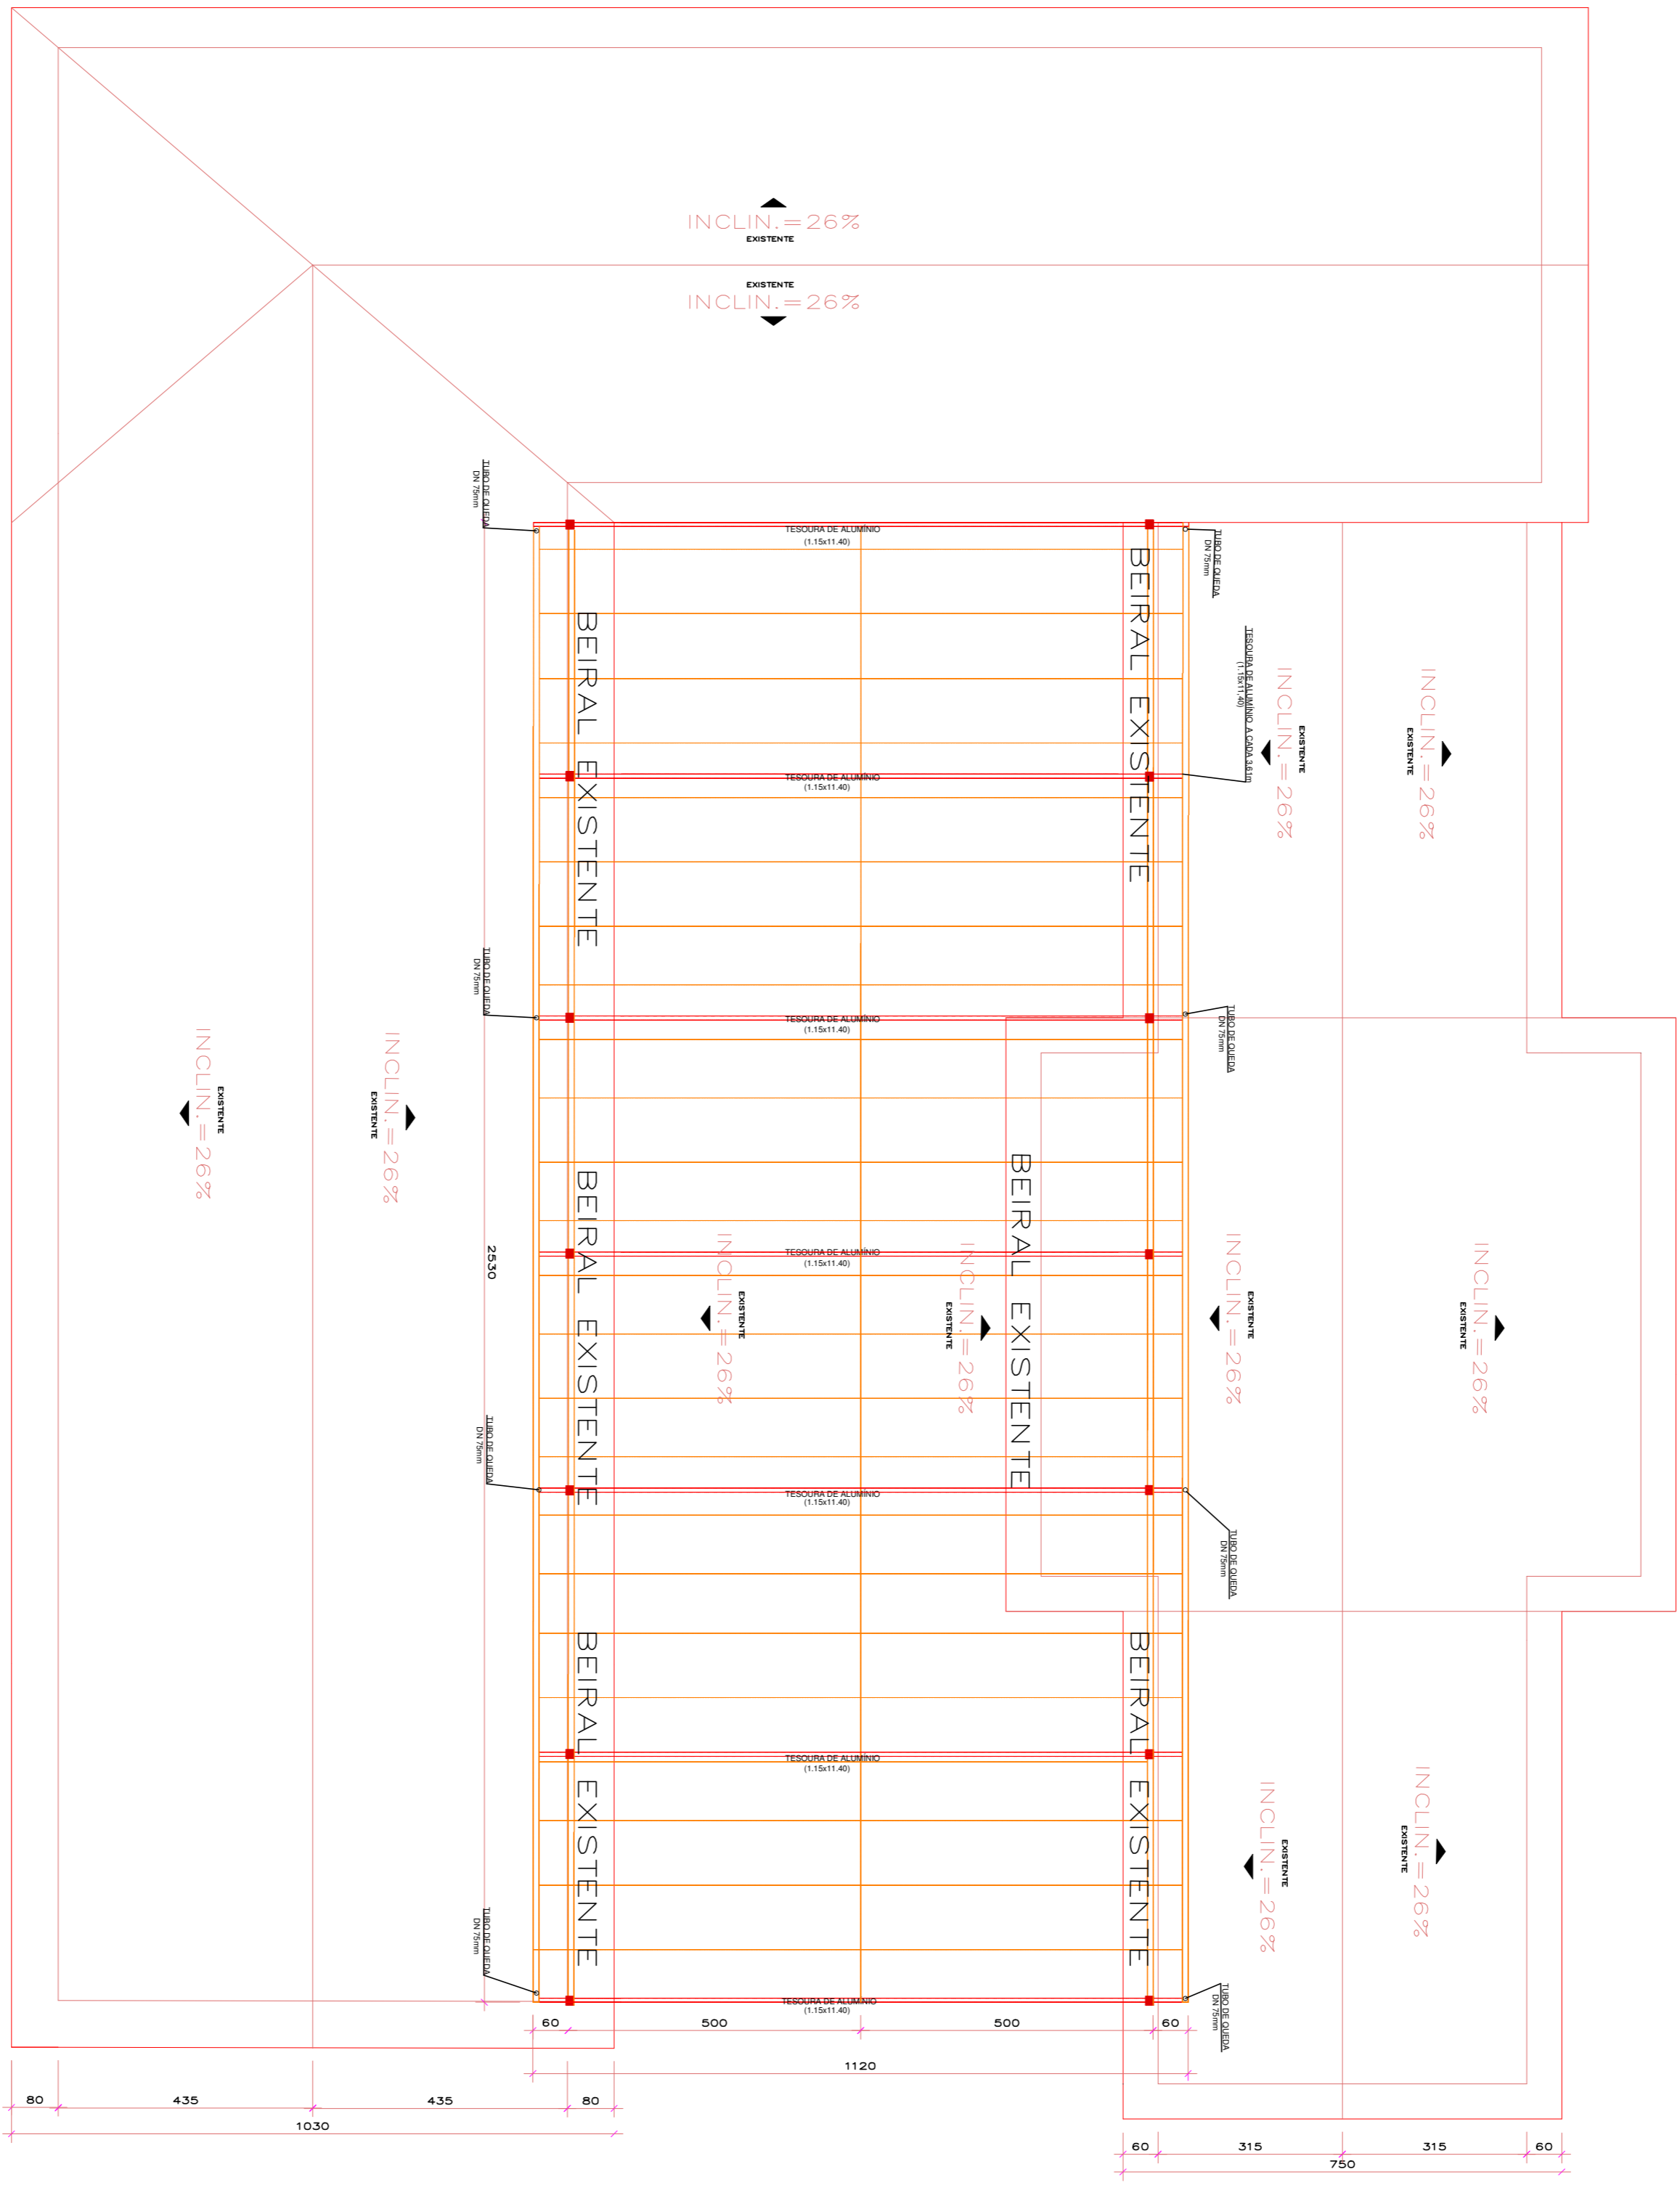 INCLIN.=26%
EXISTENTE
EXISTENTE
INCLIN.=26%
TUBO DE QUEDA
DN 75mm
TESOURA DE ALUMÍNIO
(1.15x11.40)
TUBO DE QUEDA
DN 75mm
BEIRAL EXISTENTE
BEIRAL EXISTENTE
TESOURA DE ALUMÍNIO A CADA 3.61m
(1.15x11.40)
EXISTENTE
INCLIN.=26%
INCLIN.=26%
EXISTENTE
TESOURA DE ALUMÍNIO
(1.15x11.40)
TUBO DE QUEDA
DN 75mm
TESOURA DE ALUMÍNIO
(1.15x11.40)
TUBO DE QUEDA
DN 75mm
EXISTENTE
INCLIN.=26%
INCLIN.=26%
EXISTENTE
BEIRAL EXISTENTE
BEIRAL EXISTENTE
2530
TESOURA DE ALUMÍNIO
(1.15x11.40)
EXISTENTE
INCLIN.=26%
INCLIN.=26%
EXISTENTE
EXISTENTE
INCLIN.=26%
INCLIN.=26%
EXISTENTE
TUBO DE QUEDA
DN 75mm
TESOURA DE ALUMÍNIO
(1.15x11.40)
TUBO DE QUEDA
DN 75mm
BEIRAL EXISTENTE
BEIRAL EXISTENTE
TESOURA DE ALUMÍNIO
(1.15x11.40)
EXISTENTE
INCLIN.=26%
INCLIN.=26%
EXISTENTE
TUBO DE QUEDA
DN 75mm
TESOURA DE ALUMÍNIO
(1.15x11.40)
TUBO DE QUEDA
DN 75mm
60 500 500 60
1120
80 435 435 80
1030
60 315 315 60
750